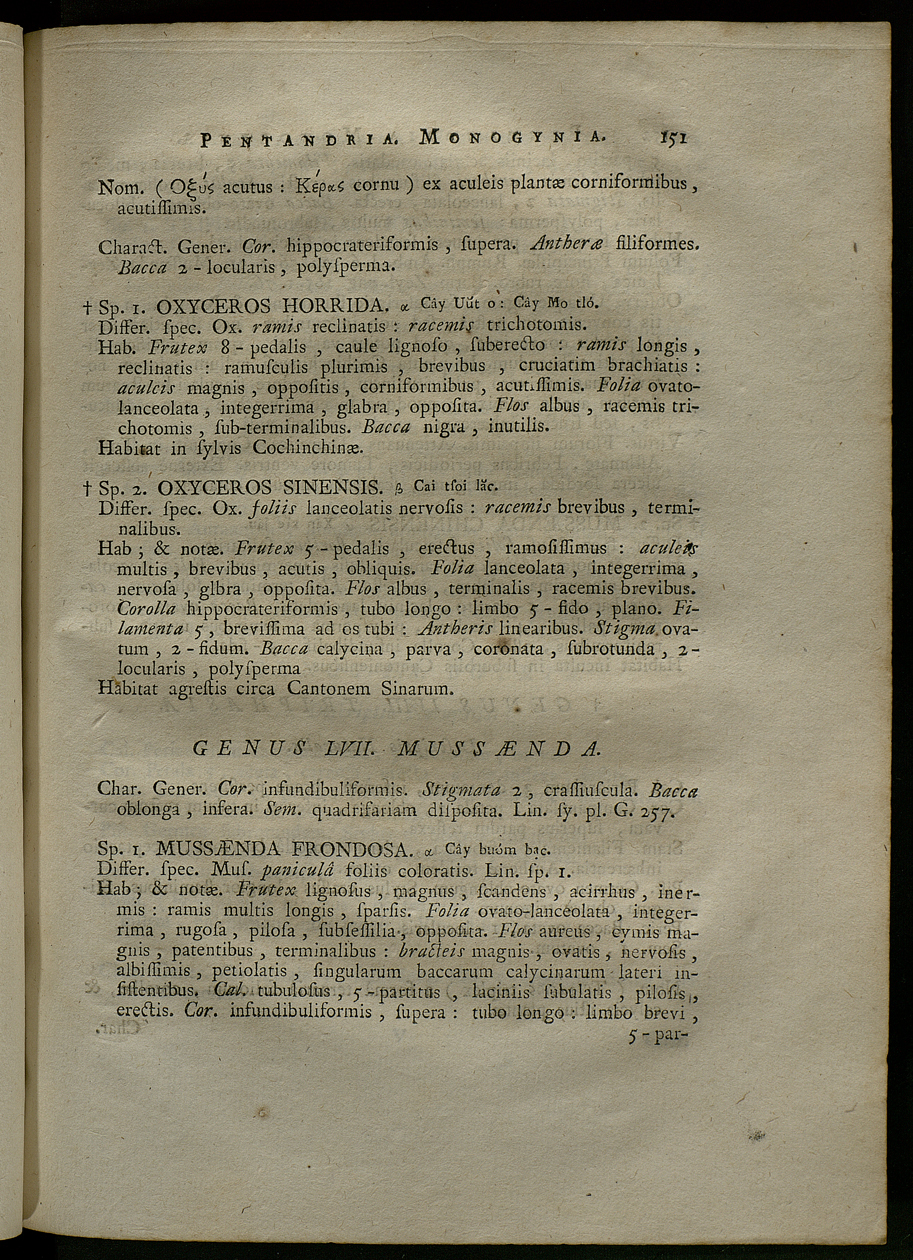 PENTANDRIA. MONOGYNIA. 151
Nom. ( Οξύς acutus : Κέρας cornu ) ex aculeis plantæ corniformibus ,
acutiſſimis.
Charact. Gener. Cor. hippocrateriformis , ſupera. Antheræ filiformes.
Bacca 2 - locularis , polyſperma.
† Sp. 1. OXYCEROS HORRIDA. α Cây Uút o : Cây Mo tló.
Differ. ſpec. Ox. ramis reclinatis : racemis trichotomis.
Hab. Frutex 8 - pedalis , caule lignoſo , ſuberecto : ramis longis ,
reclinatis : ramuſculis plurimis , brevibus , cruciatim brachiatis :
aculeis magnis , oppoſitis , corniformibus , acutiſſimis. Folia ovato-
lanceolata , integerrima , glabra , oppoſita. Flos albus , racemis tri-
chotomis , ſub-terminalibus. Bacca nigra , inutilis.
Habitat in ſylvis Cochinchinæ.
† Sp. 2. OXYCEROS SINENSIS. β Cai tſoi lăc.
Differ. ſpec. Ox. foliis lanceolatis nervoſis : racemis brevibus , termi-
nalibus.
Hab ; & notæ. Frutex 5 - pedalis , erectus , ramoſiſſimus : aculeis
multis , brevibus , acutis , obliquis. Folia lanceolata , integerrima ,
nervoſa , glbra , oppoſita. Flos albus , terminalis , racemis brevibus.
Corolla hippocrateriformis , tubo longo : limbo 5 - fido , plano. Fi-
lamenta 5 , breviſſima ad os tubi : Antheris linearibus. Stigma ova-
tum , 2 - fidum. Bacca calycina , parva , coronata , ſubrotunda , 2 -
locularis , polyſperma
Habitat agreſtis circa Cantonem Sinarum.
GENUS LVII. MUSSÆNDA.
Char. Gener. Cor. infundibuliformis. Stigmata 2 , craſſiuſcula. Bacca
oblonga , infera. Sem. quadrifariam diſpoſita. Lin. ſy. pl. G. 257.
Sp. 1. MUSSÆNDA FRONDOSA. α Cây buóm bac.
Differ. ſpec. Muſ. paniculâ foliis coloratis. Lin. ſp. 1.
Hab ; & notæ. Frutex lignoſus , magnus , ſcandens , acirrhus , iner-
mis : ramis multis longis , ſparſis. Folia ovato-lanceolata , integer-
rima , rugoſa , piloſa , ſubſeſſilia , oppoſita. Flos aureus , cymis ma-
gnis , patentibus , terminalibus : bracteis magnis , ovatis , nervoſis ,
albiſſimis , petiolatis , ſingularum baccarum calycinarum lateri in-
ſiſtentibus. Cal. tubuloſus , 5 - partitus , laciniis ſubulatis , piloſis ,
erectis. Cor. infundibuliformis , ſupera : tubo longo : limbo brevi ,
5 - par-